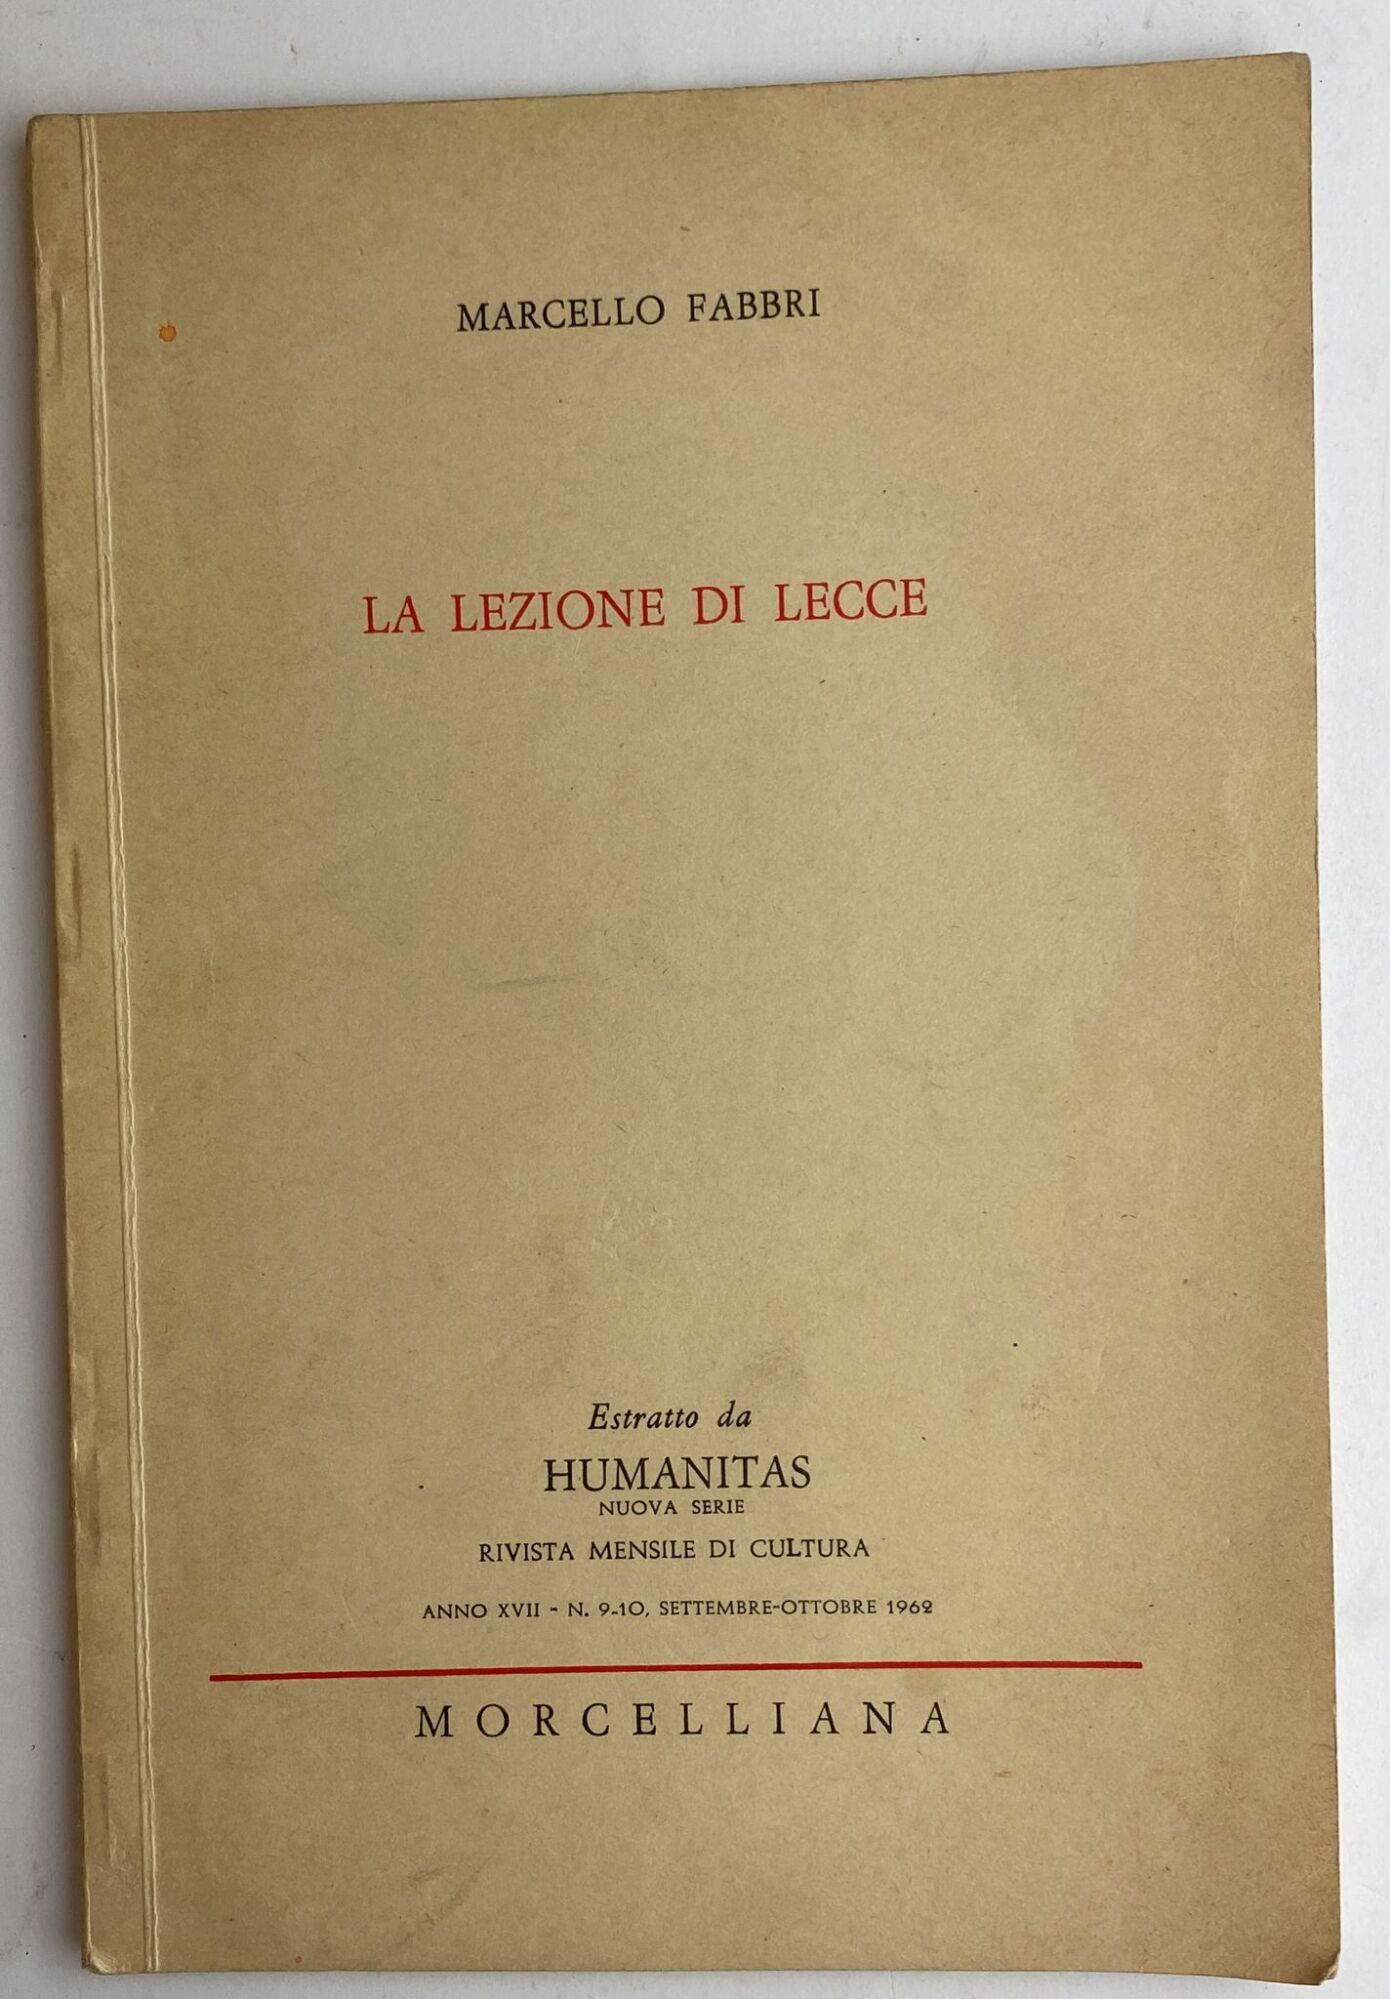 MARCELLO FABBRI
LA LEZIONE DI LECCE
Estratto da
HUMANITAS
NUOVA SERIE
RIVISTA MENSILE DI CULTURA
ANNO XVII - N. 9-10, SETTEMBRE-OTTOBRE 1962
MORCELLIANA